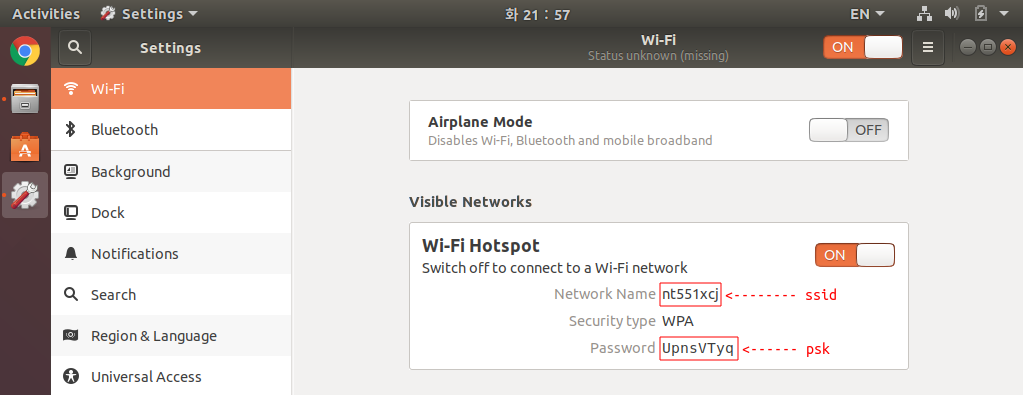 Activities Settings 화 21 : 57 EN
Settings Wi-Fi ON
Status unknown (missing)
Wi-Fi
Bluetooth
Background
Dock
Notifications
Search
Region & Language
Universal Access
Airplane Mode
Disables Wi-Fi, Bluetooth and mobile broadband
OFF
Visible Networks
Wi-Fi Hotspot
Switch off to connect to a Wi-Fi network
ON
Network Name nt551xcj <-------- ssid
Security type WPA
Password UpnsVTyq <------ psk